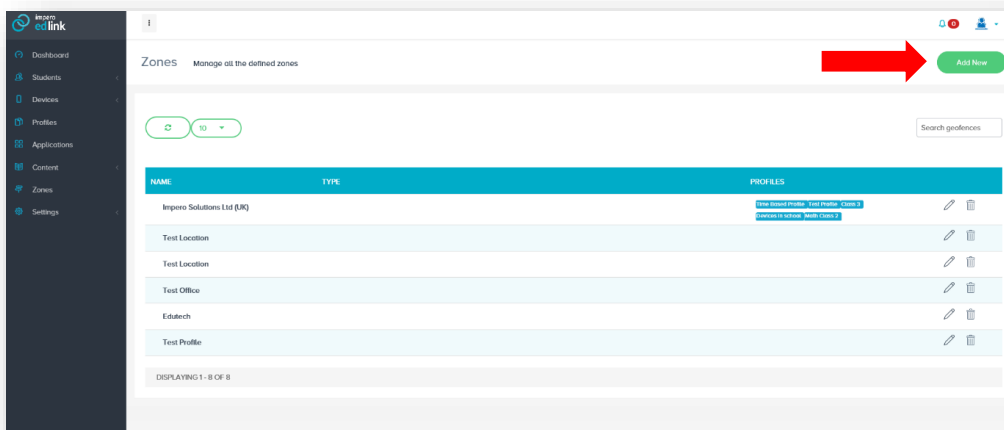 impero
edlink
0
Dashboard
Students
Devices
Profiles
Applications
Content
Zones
Settings
Zones Manage all the defined zones
Add New
10
Search geofences
NAME TYPE PROFILES
Impero Solutions Ltd (UK) Time Based Profile Test Profile Class 3
Devices in school Math Class 2
Test Location
Test Location
Test Office
Edutech
Test Profile
DISPLAYING 1 - 8 OF 8